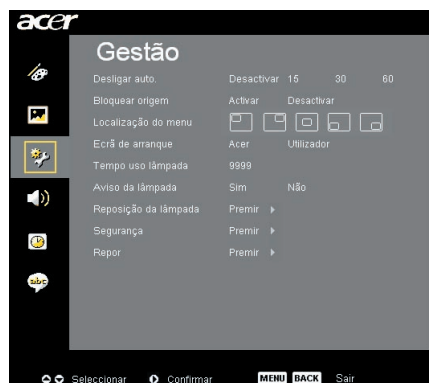 acer
Gestão
Desligar auto. Desactivar 15 30 60
Bloquear origem Activar Desactivar
Localização do menu
Ecrã de arranque Acer Utilizador
Tempo uso lâmpada 9999
Aviso da lâmpada Sim Não
Reposição da lâmpada Premir
Segurança Premir
Repor Premir
abc
Seleccionar Confirmar MENU BACK Sair